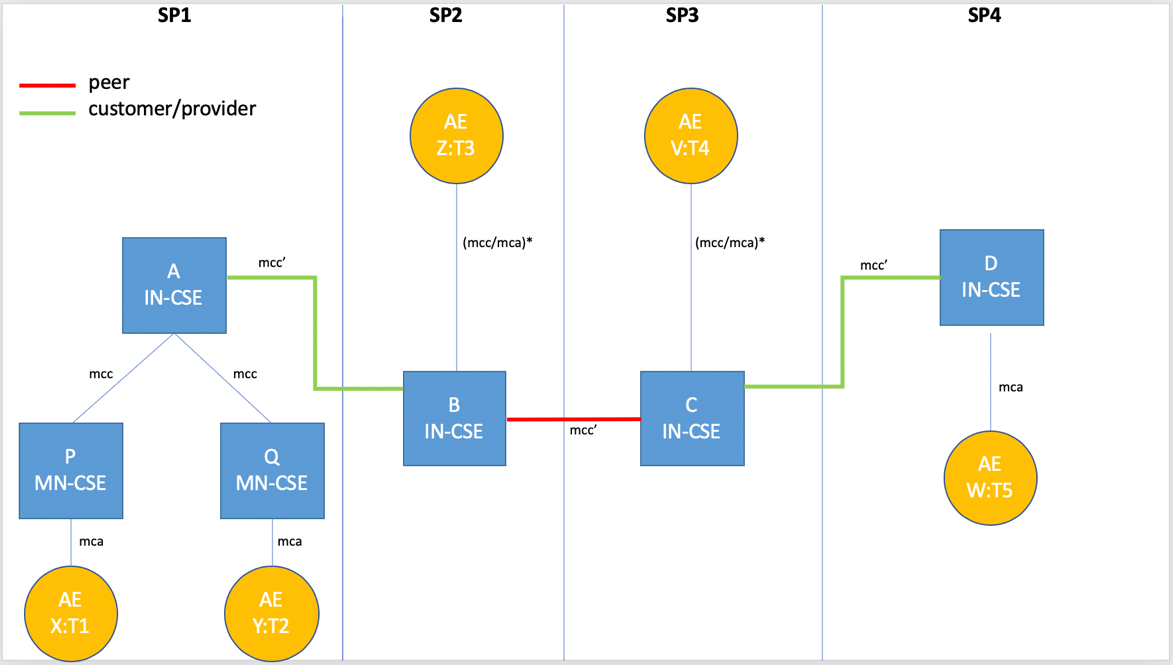 SP1
SP2
SP3
SP4
peer
customer/provider
AE
Z:T3
AE
V:T4
(mcc/mca)*
(mcc/mca)*
A
IN-CSE
mcc’
mcc’
D
IN-CSE
mcc
mcc
mca
B
IN-CSE
mcc’
C
IN-CSE
P
MN-CSE
Q
MN-CSE
AE
W:T5
mca
mca
AE
X:T1
AE
Y:T2